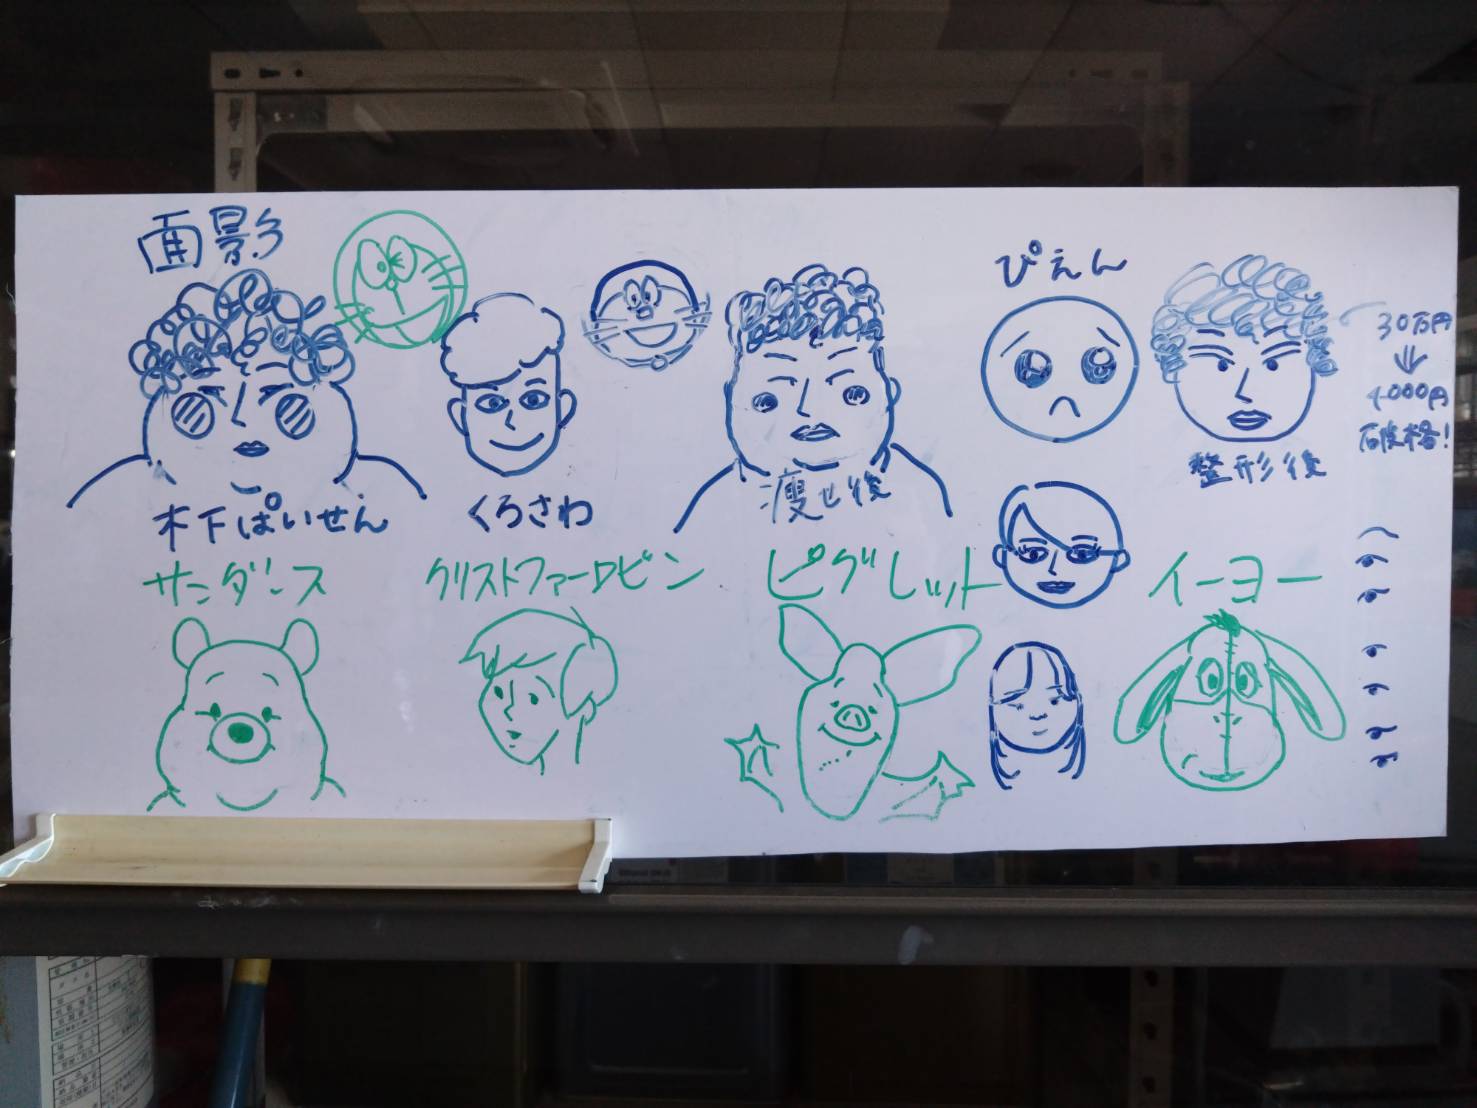 面影
ぴえん
30万円
⇓
4000円
破格!
整形後
痩せ後
木下ぱいせん
くろさわ
サンダンス
クリストファーロビン
ピグレット
イーヨー